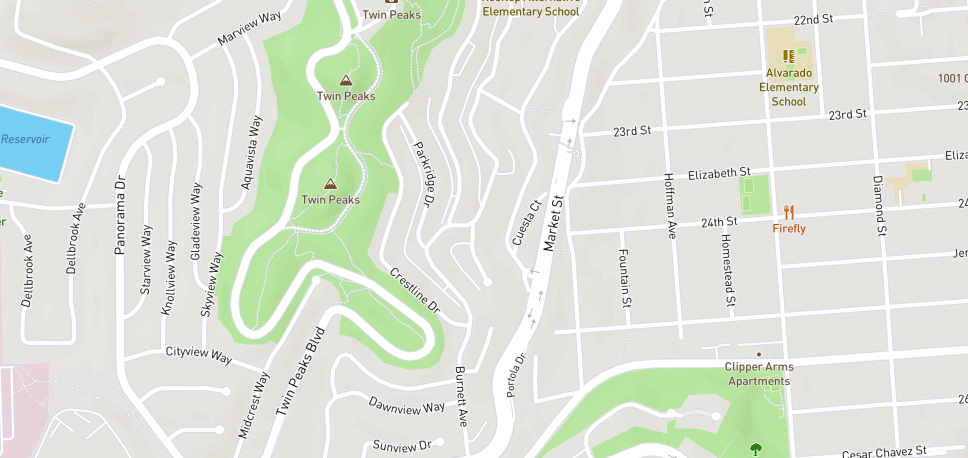 Twin Peaks
Elementary School
Marview Way
22nd St
St
Twin Peaks
Alvarado
Elementary
School
1001
23rd St
23rd St
Reservoir
Aquavista Way
Parkridge Dr
Elizabeth St
Twin Peaks
Panorama Dr
Gladeview Way
Hoffman Ave
Diamond St
Cuesta Ct
Market St
24th St
Firefly
Dellbrook Ave
Dellbrook Ave
Starview Way
Knollview Way
Skyview Way
Fountain St
Homestead St
Crestline Dr
Cityview Way
Twin Peaks Blvd
Portola Dr
Clipper Arms
Apartments
Midcrest Way
Burnett Ave
Dawnview Way
26
Sunview Dr
Cesar Chavez St